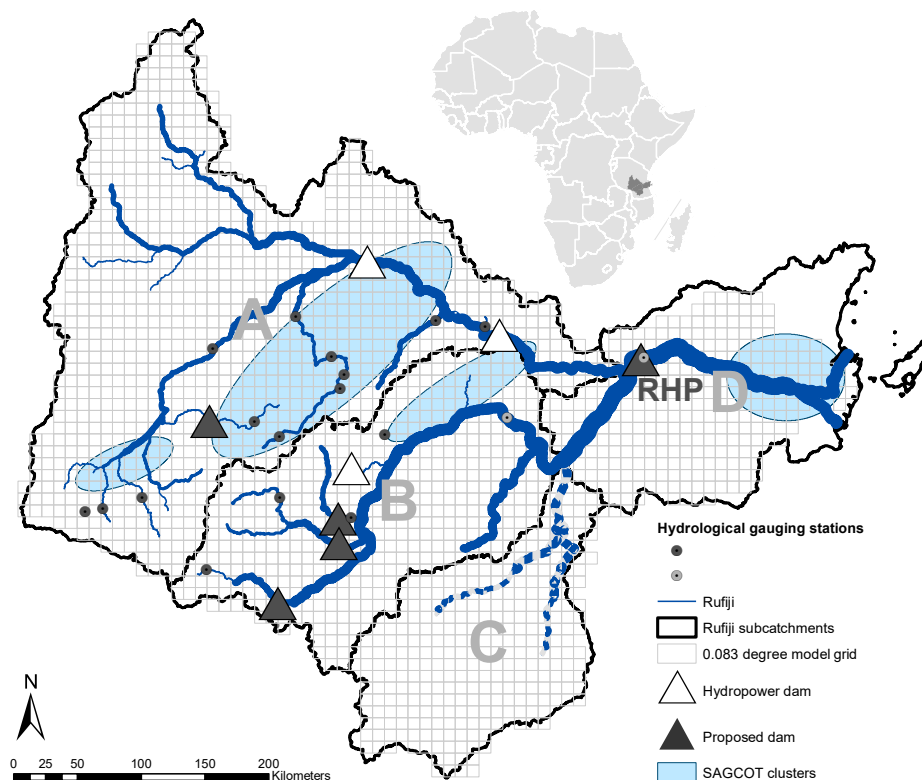 A
RHP
D
B
C
Hydrological gauging stations
Rufiji
Rufiji subcatchments
0.083 degree model grid
Hydropower dam
Proposed dam
SAGCOT clusters
N
0 25 50 100 150 200
Kilometers